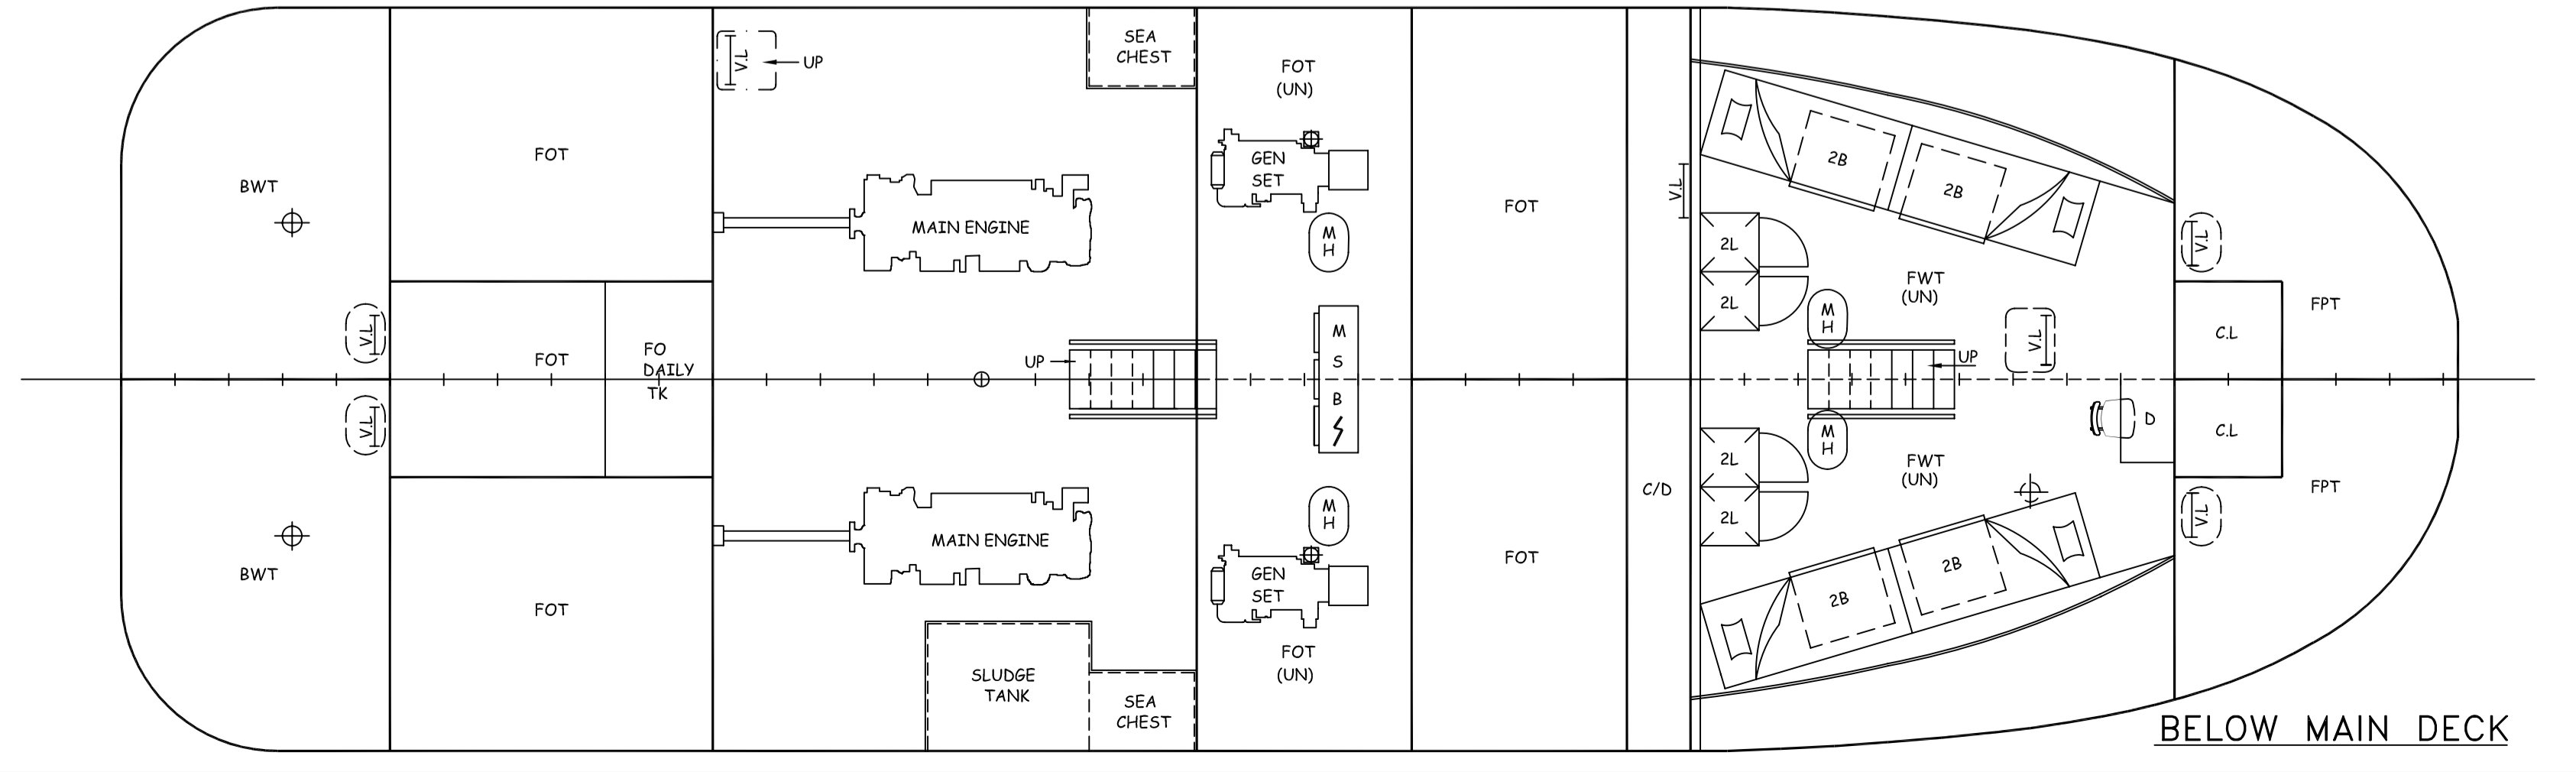 BWT
BWT
V.L
V.L
FOT
FOT
FOT
FO
DAILY
TK
V.L
UP
MAIN ENGINE
MAIN ENGINE
UP
SEA
CHEST
SLUDGE
TANK
SEA
CHEST
FOT
(UN)
GEN
SET
M
H
M
S
B
M
H
GEN
SET
FOT
(UN)
FOT
FOT
C/D
V.L
2B
2B
2L
2L
FWT
(UN)
M
H
V.L
UP
M
H
FWT
(UN)
2L
2L
D
2B
2B
V.L
C.L
C.L
V.L
FPT
FPT
BELOW MAIN DECK